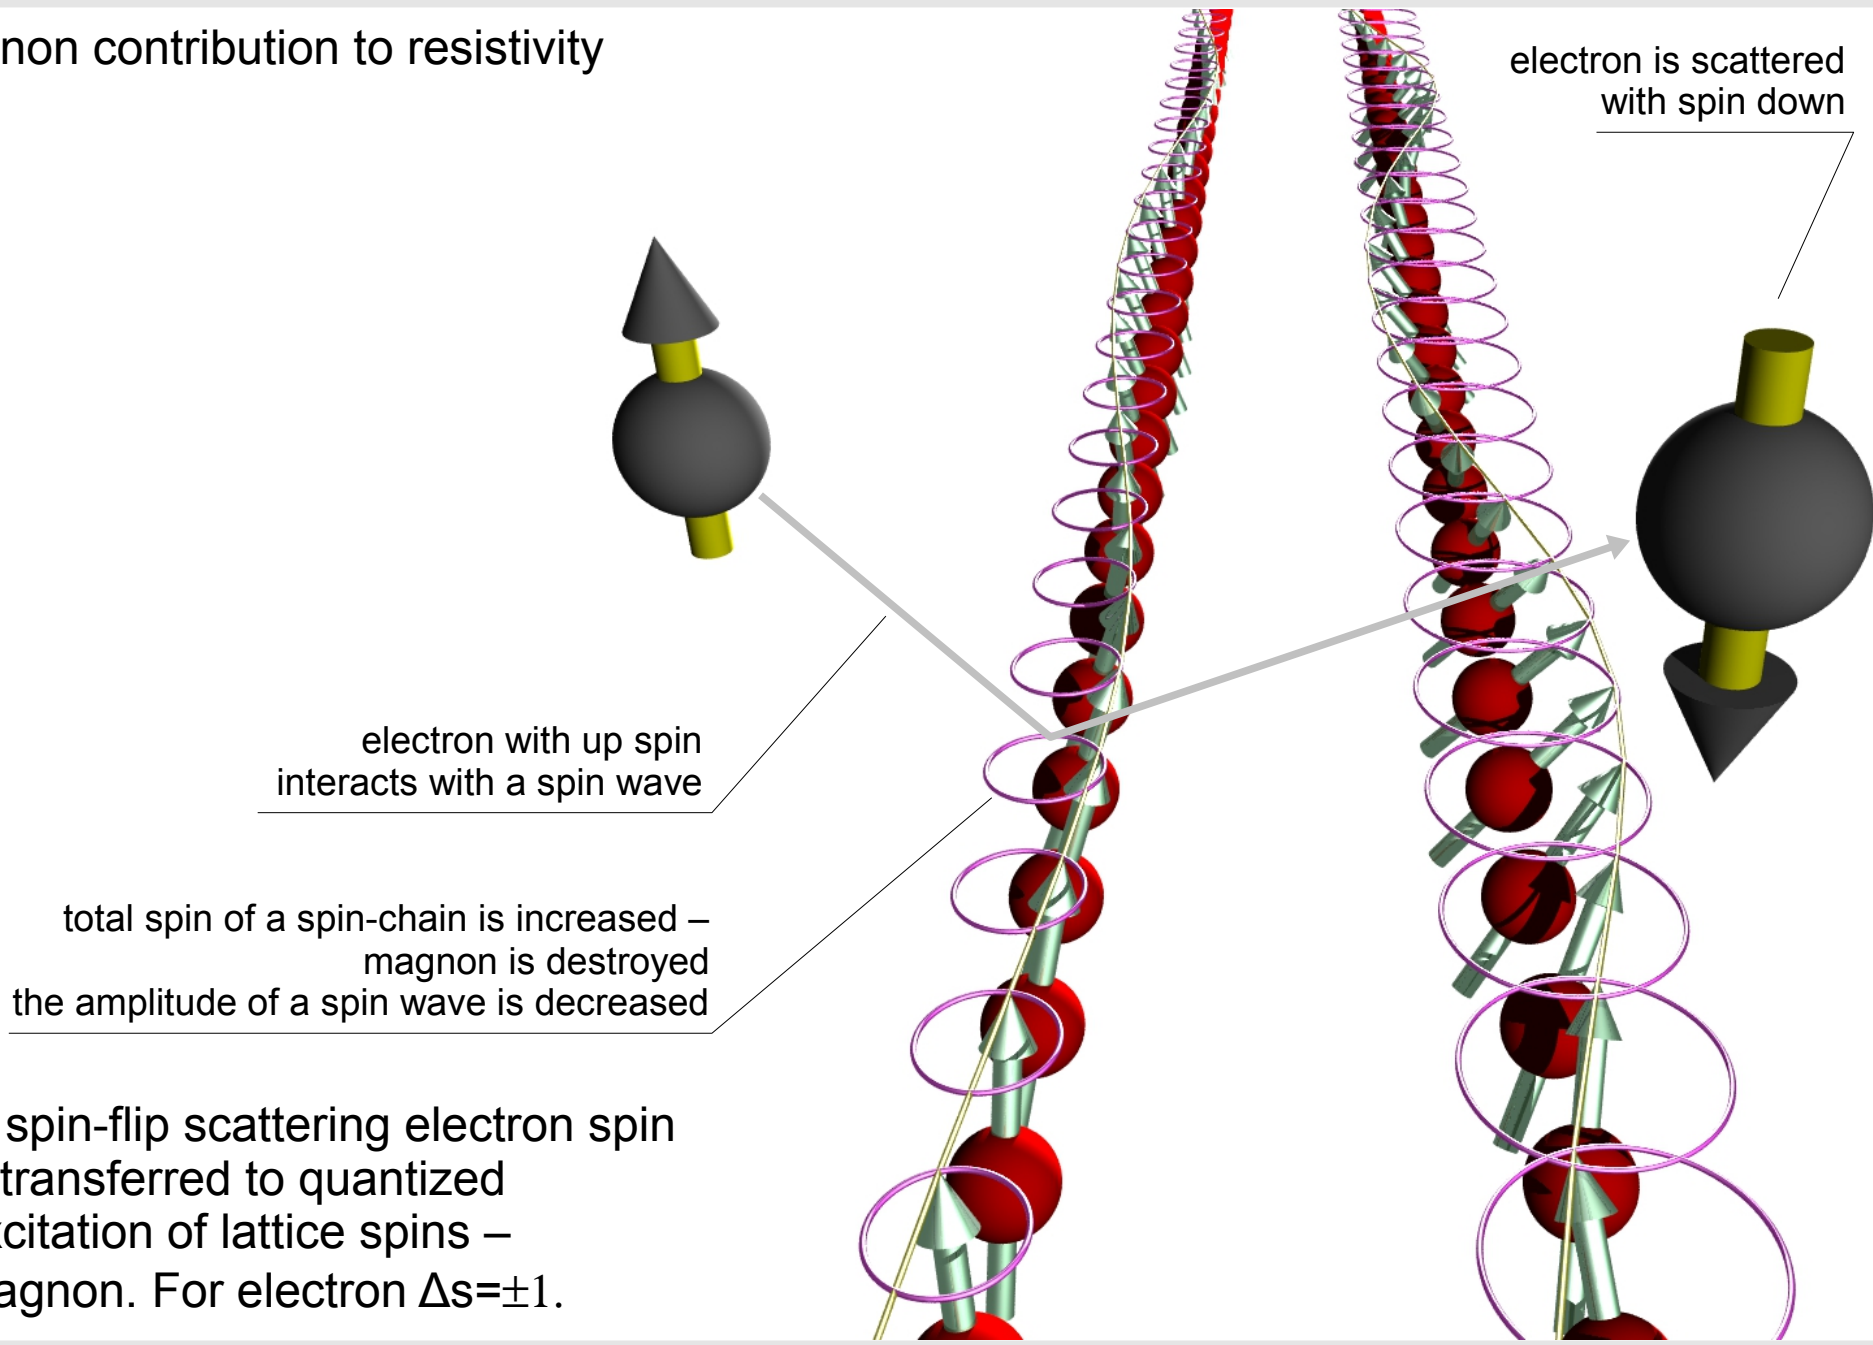 non contribution to resistivity
electron is scattered
with spin down
electron with up spin
interacts with a spin wave
total spin of a spin-chain is increased –
magnon is destroyed
the amplitude of a spin wave is decreased
spin-flip scattering electron spin
transferred to quantized
xcitation of lattice spins –
agnon. For electron Δs=±1.